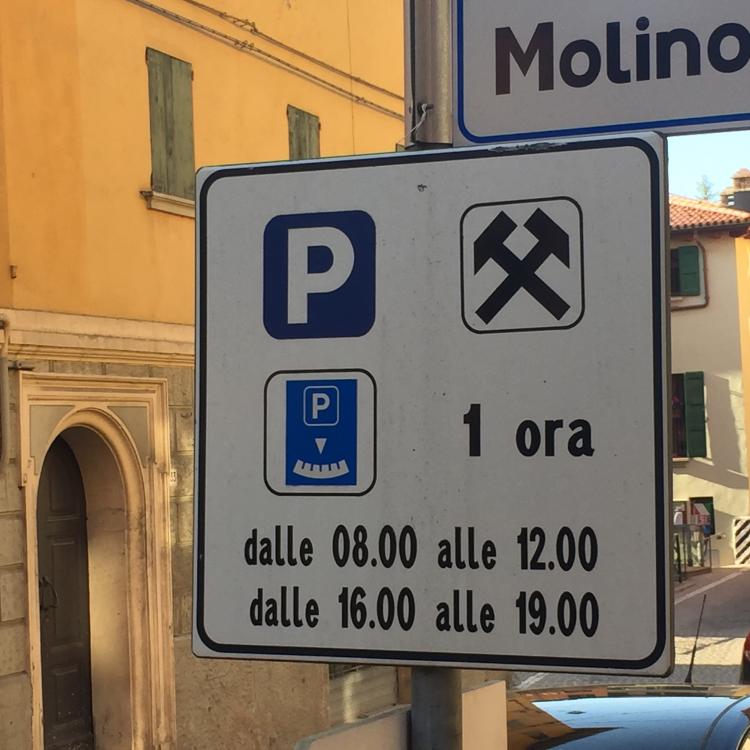 Molino
P
P
1 ora
dalle 08.00 alle 12.00
dalle 16.00 alle 19.00